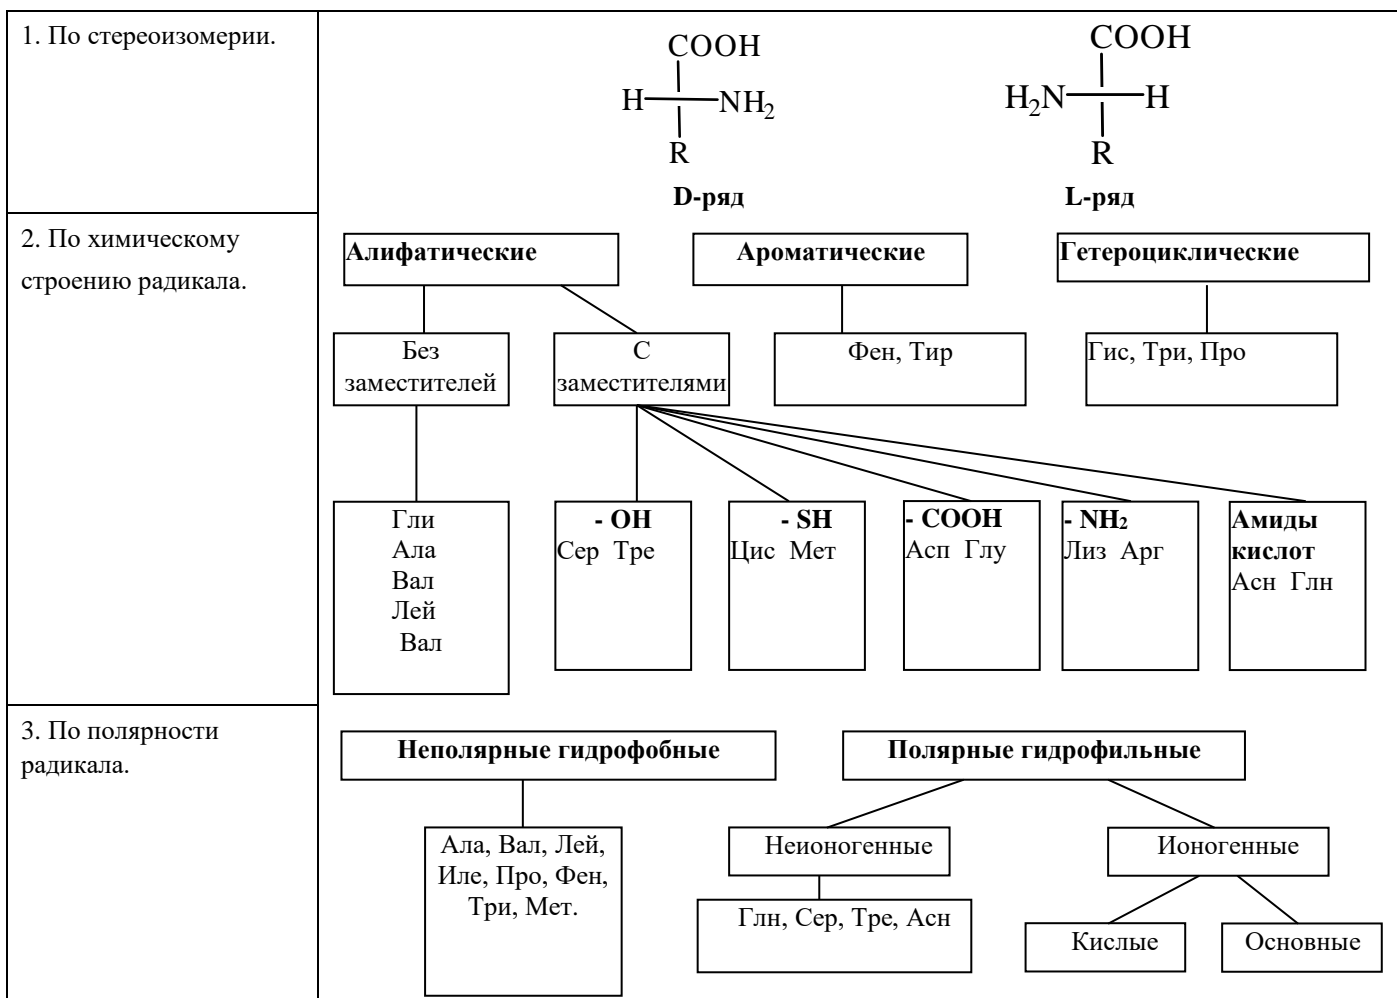 1. По стереоизомерии.
COOH
H NH2
R
D-ряд
COOH
H2N H
R
L-ряд
2. По химическому
строению радикала.
Алифатические
Ароматические
Гетероциклические
Без
заместителей
С
заместителями
Фен, Тир
Гис, Три, Про
Гли
Ала
Вал
Лей
Вал
- OH
Сер Тре
- SH
Цис Мет
- COOH
Асп Глу
- NH2
Лиз Арг
Амиды
кислот
Асн Глн
3. По полярности
радикала.
Неполярные гидрофобные
Полярные гидрофильные
Ала, Вал, Лей,
Иле, Про, Фен,
Три, Мет.
Неионогенные
Ионогенные
Глн, Сер, Тре, Асн
Кислые
Основные